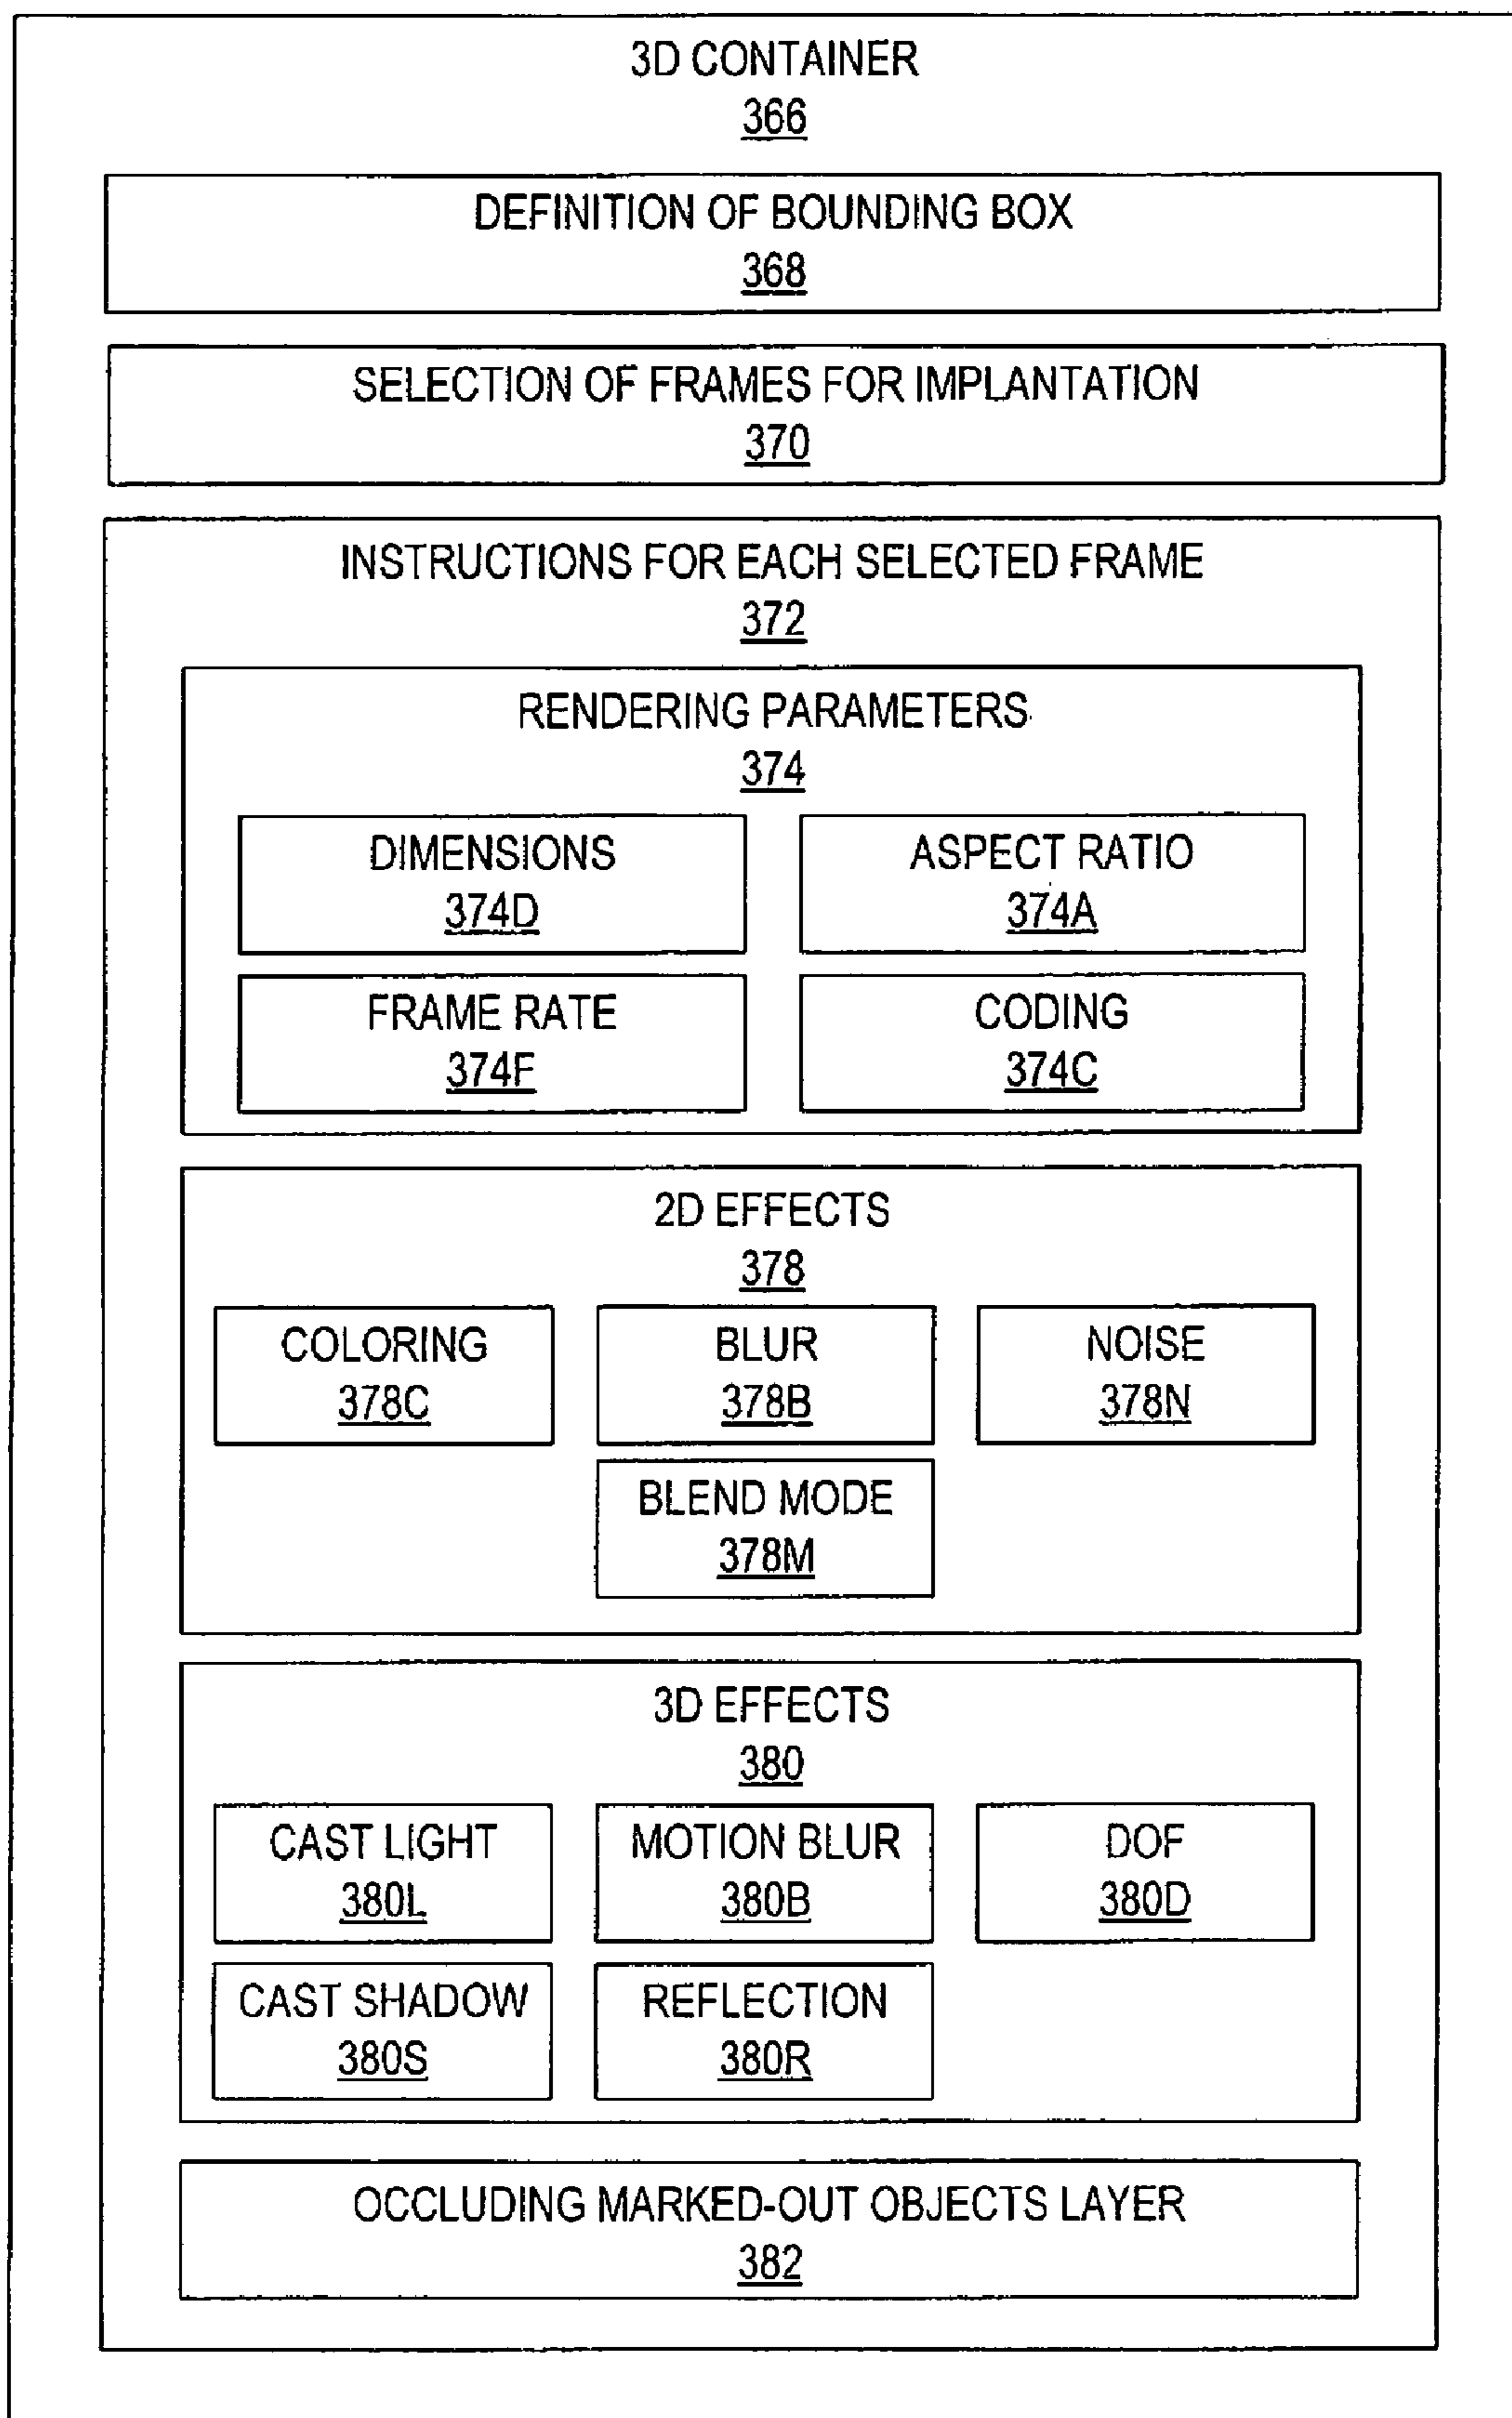 3D CONTAINER
366
DEFINITION OF BOUNDING BOX
368
SELECTION OF FRAMES FOR IMPLANTATION
370
INSTRUCTIONS FOR EACH SELECTED FRAME
372
RENDERING PARAMETERS
374
DIMENSIONS
374D
ASPECT RATIO
374A
FRAME RATE
374F
CODING
374C
2D EFFECTS
378
COLORING
378C
BLUR
378B
NOISE
378N
BLEND MODE
378M
3D EFFECTS
380
CAST LIGHT
380L
MOTION BLUR
380B
DOF
380D
CAST SHADOW
380S
REFLECTION
380R
OCCLUDING MARKED-OUT OBJECTS LAYER
382